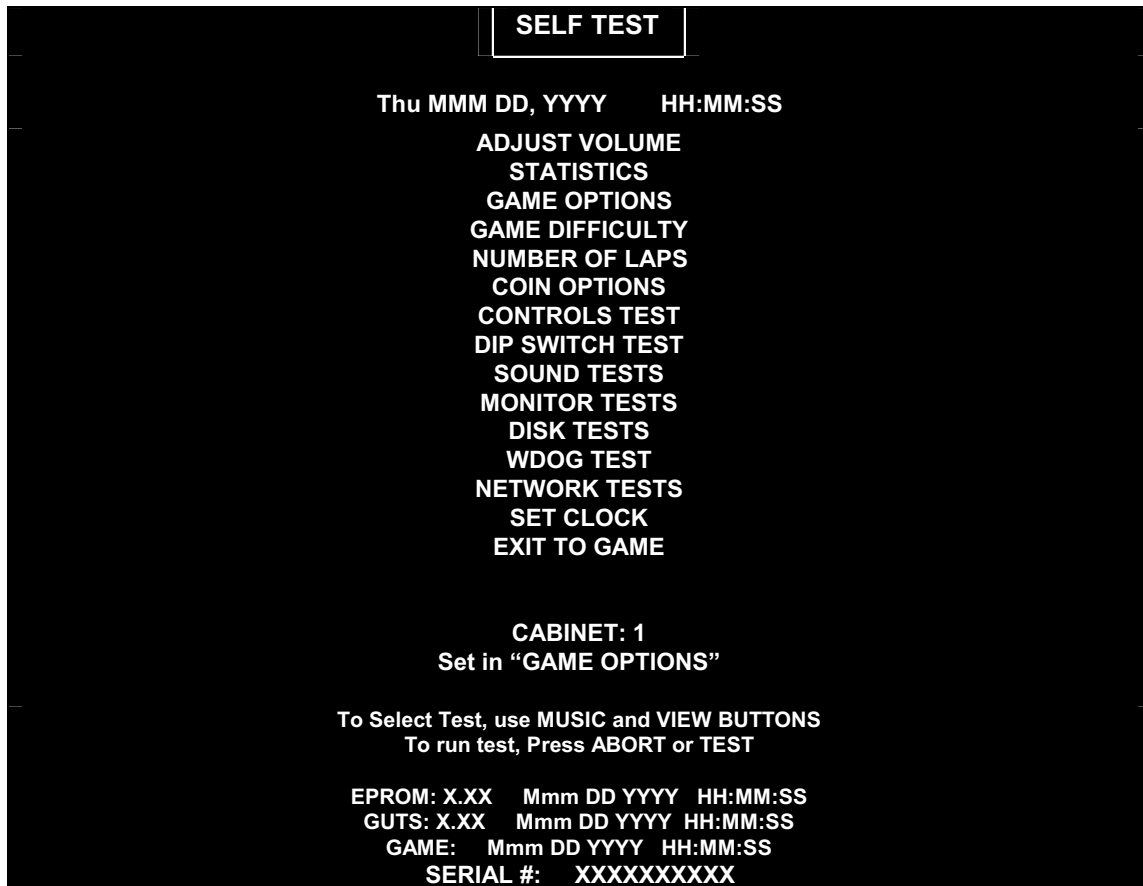 SELF TEST
Thu MMM DD, YYYY HH:MM:SS
ADJUST VOLUME
STATISTICS
GAME OPTIONS
GAME DIFFICULTY
NUMBER OF LAPS
COIN OPTIONS
CONTROLS TEST
DIP SWITCH TEST
SOUND TESTS
MONITOR TESTS
DISK TESTS
WDOG TEST
NETWORK TESTS
SET CLOCK
EXIT TO GAME
CABINET: 1
Set in “GAME OPTIONS”
To Select Test, use MUSIC and VIEW BUTTONS
To run test, Press ABORT or TEST
EPROM: X.XX Mmm DD YYYY HH:MM:SS
GUTS: X.XX Mmm DD YYYY HH:MM:SS
GAME: Mmm DD YYYY HH:MM:SS
SERIAL #: XXXXXXXXXX